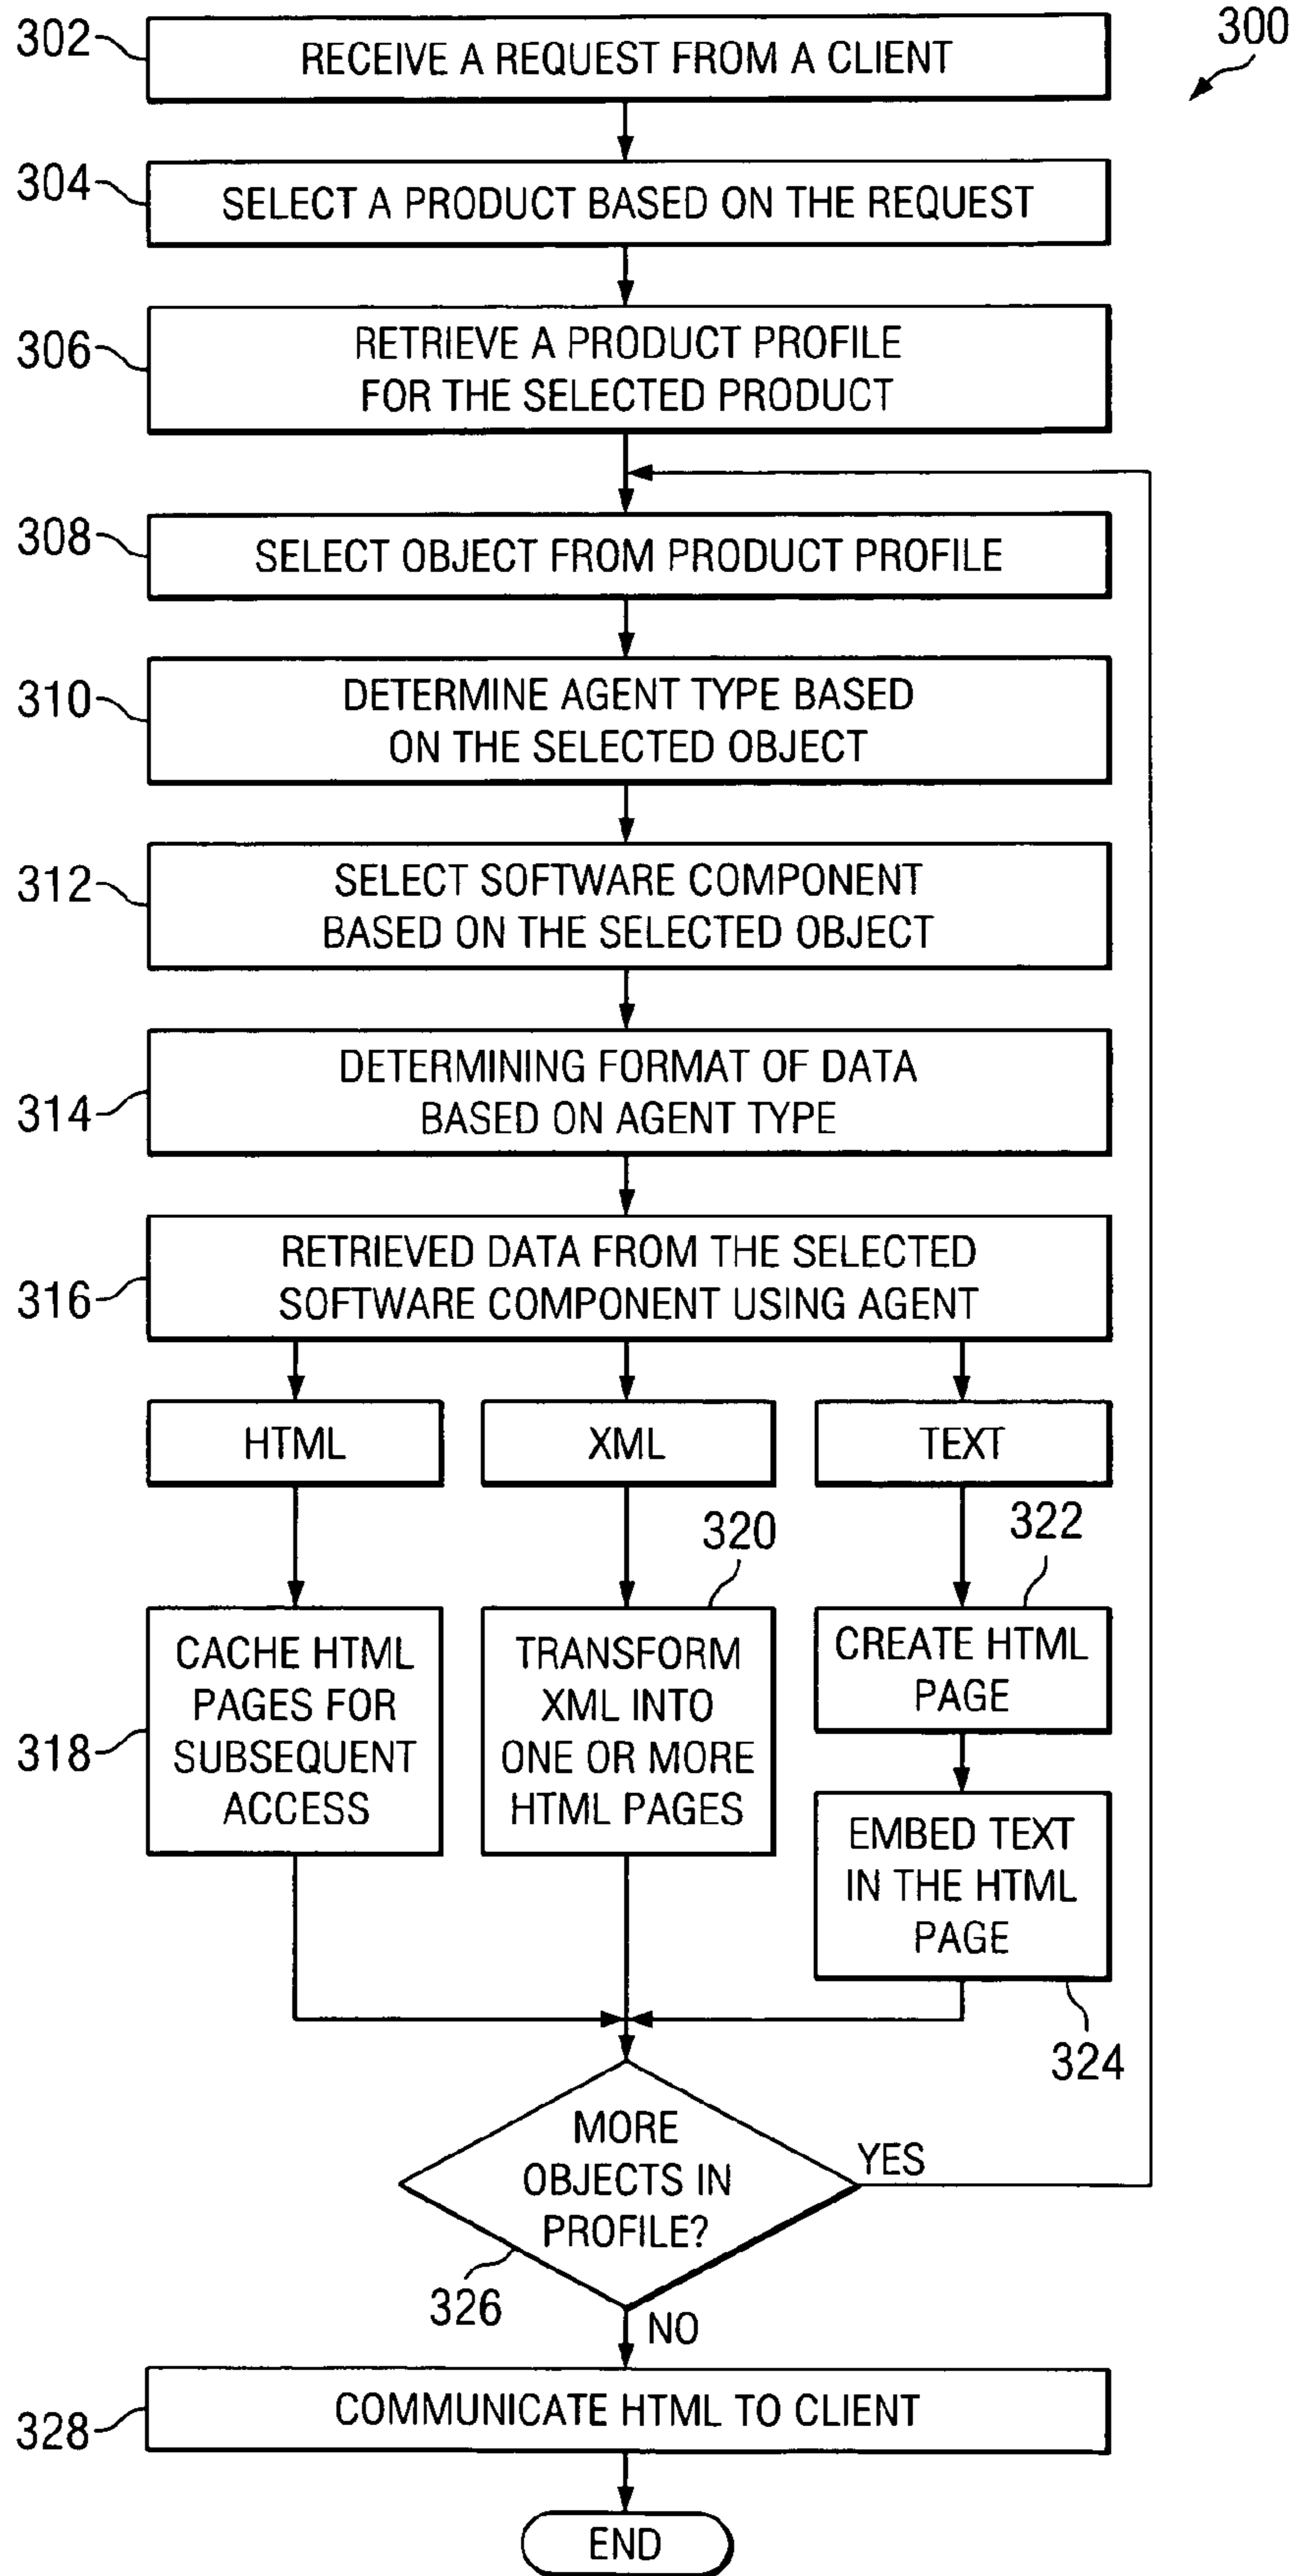 300
302
RECEIVE A REQUEST FROM A CLIENT
304
SELECT A PRODUCT BASED ON THE REQUEST
306
RETRIEVE A PRODUCT PROFILE
FOR THE SELECTED PRODUCT
308
SELECT OBJECT FROM PRODUCT PROFILE
310
DETERMINE AGENT TYPE BASED
ON THE SELECTED OBJECT
312
SELECT SOFTWARE COMPONENT
BASED ON THE SELECTED OBJECT
314
DETERMINING FORMAT OF DATA
BASED ON AGENT TYPE
316
RETRIEVED DATA FROM THE SELECTED
SOFTWARE COMPONENT USING AGENT
HTML
XML
TEXT
318
CACHE HTML
PAGES FOR
SUBSEQUENT
ACCESS
320
TRANSFORM
XML INTO
ONE OR MORE
HTML PAGES
322
CREATE HTML
PAGE
EMBED TEXT
IN THE HTML
PAGE
324
MORE
OBJECTS IN
PROFILE?
YES
326
NO
328
COMMUNICATE HTML TO CLIENT
END